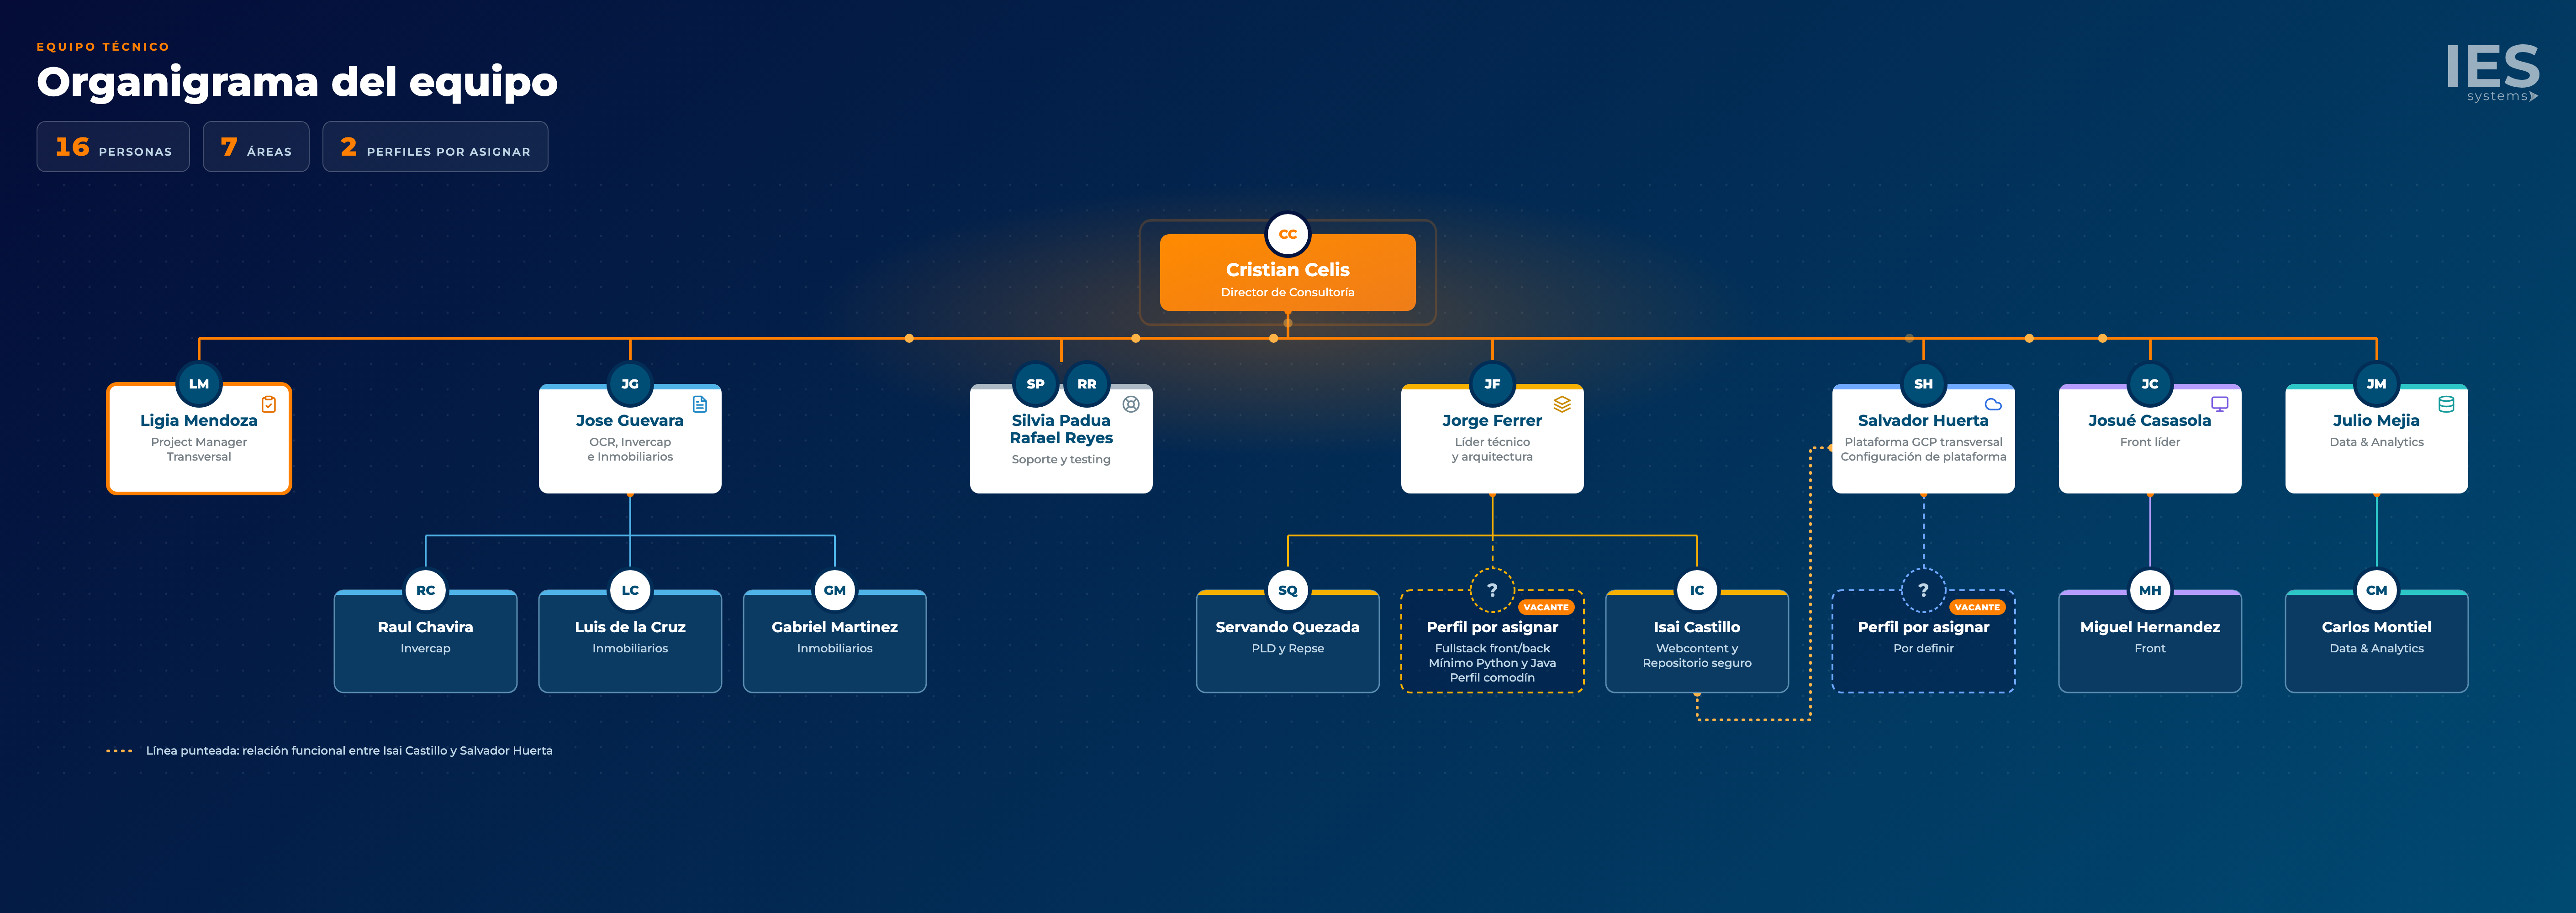 EQUIPO TÉCNICO
Organigrama del equipo
IES
systems
16 PERSONAS
7 ÁREAS
2 PERFILES POR ASIGNAR
CC
Cristian Celis
Director de Consultoría
LM
Ligia Mendoza
Project Manager
Transversal
JG
Jose Guevara
OCR, Invercap
e Inmobiliarios
SP
RR
Silvia Padua
Rafael Reyes
Soporte y testing
JF
Jorge Ferrer
Líder técnico
y arquitectura
SH
Salvador Huerta
Plataforma GCP transversal
Configuración de plataforma
JC
Josué Casasola
Front líder
JM
Julio Mejia
Data & Analytics
RC
Raul Chavira
Invercap
LC
Luis de la Cruz
Inmobiliarios
GM
Gabriel Martinez
Inmobiliarios
SQ
Servando Quezada
PLD y Repse
?
VACANTE
Perfil por asignar
Fullstack front/back
Mínimo Python y Java
Perfil comodín
IC
Isai Castillo
Webcontent y
Repositorio seguro
?
VACANTE
Perfil por asignar
Por definir
MH
Miguel Hernandez
Front
CM
Carlos Montiel
Data & Analytics
Línea punteada: relación funcional entre Isai Castillo y Salvador Huerta